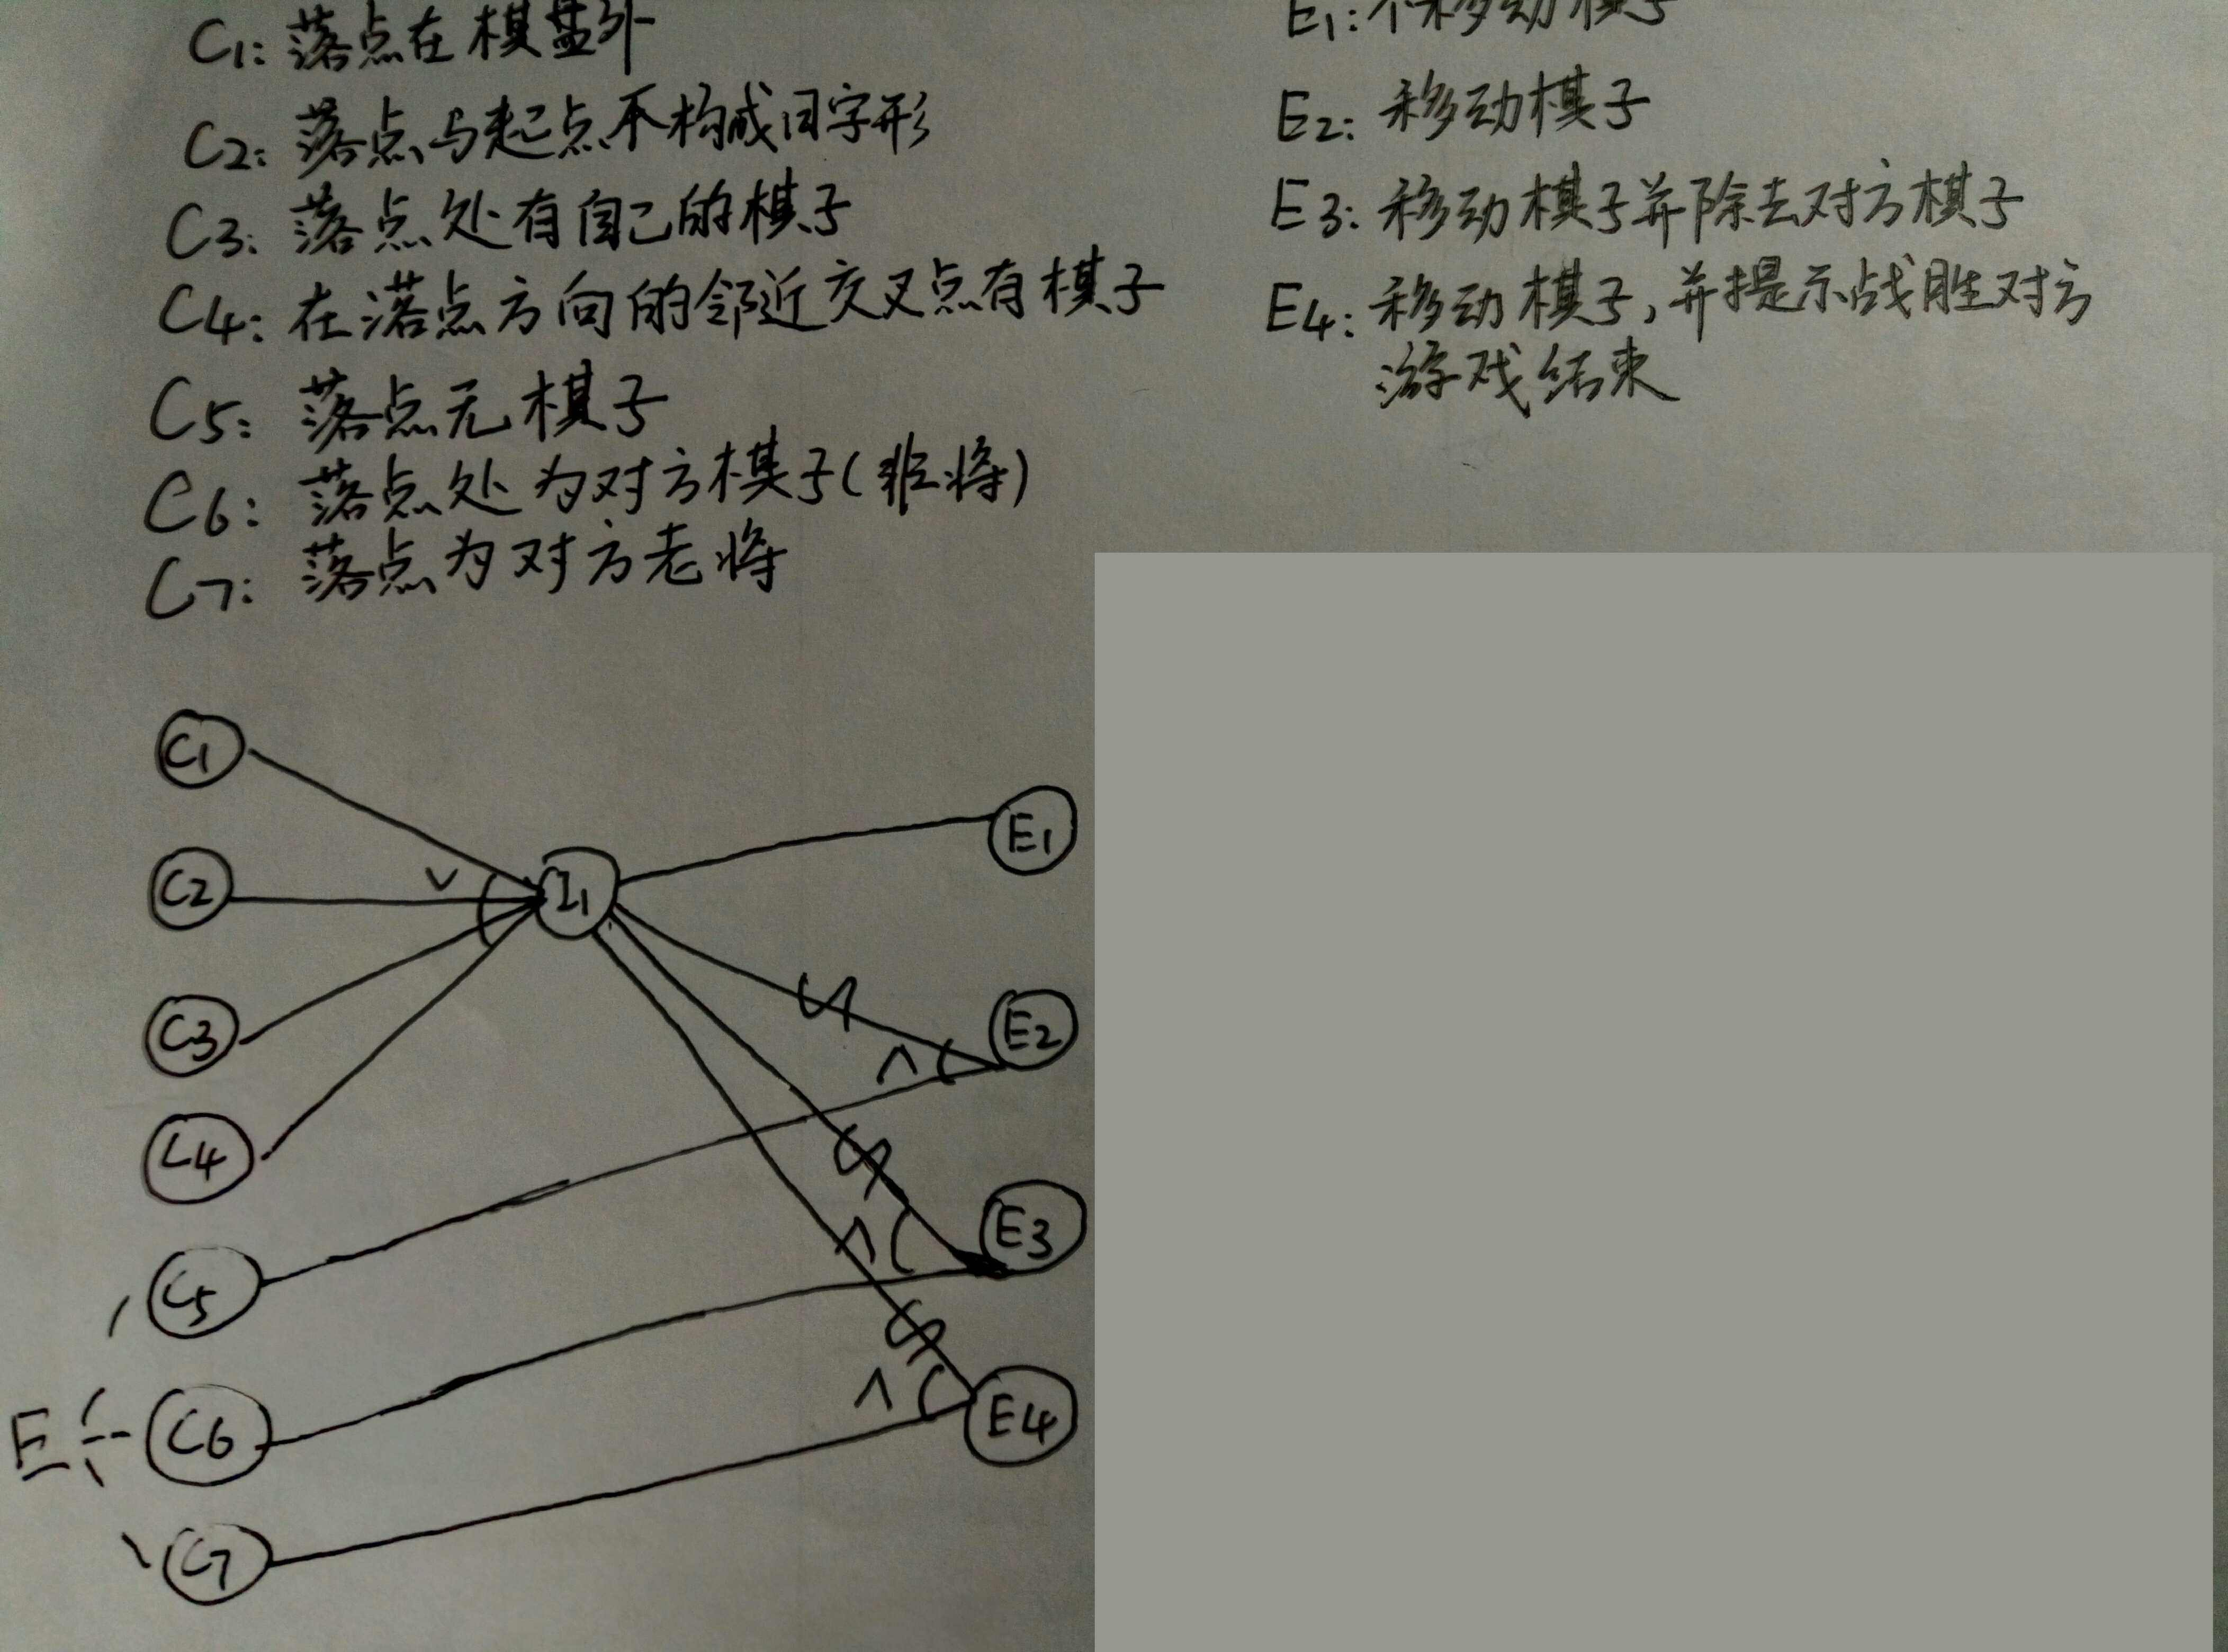 C1: 落点在棋盘外
C2: 落点与起点不构成日字形
C3: 落点处有自己的棋子
C4: 在落点方向的邻近交叉点有棋子
C5: 落点无棋子
C6: 落点处为对方棋子(非将)
C7: 落点为对方老将
E1: 不移动棋子
E2: 移动棋子
E3: 移动棋子并除去对方棋子
E4: 移动棋子,并提示战胜对方
游戏结束
C1
C2
C3
C4
C5
C6
C7
E
∨
I1
E1
E2
E3
E4
∧
∧
∧